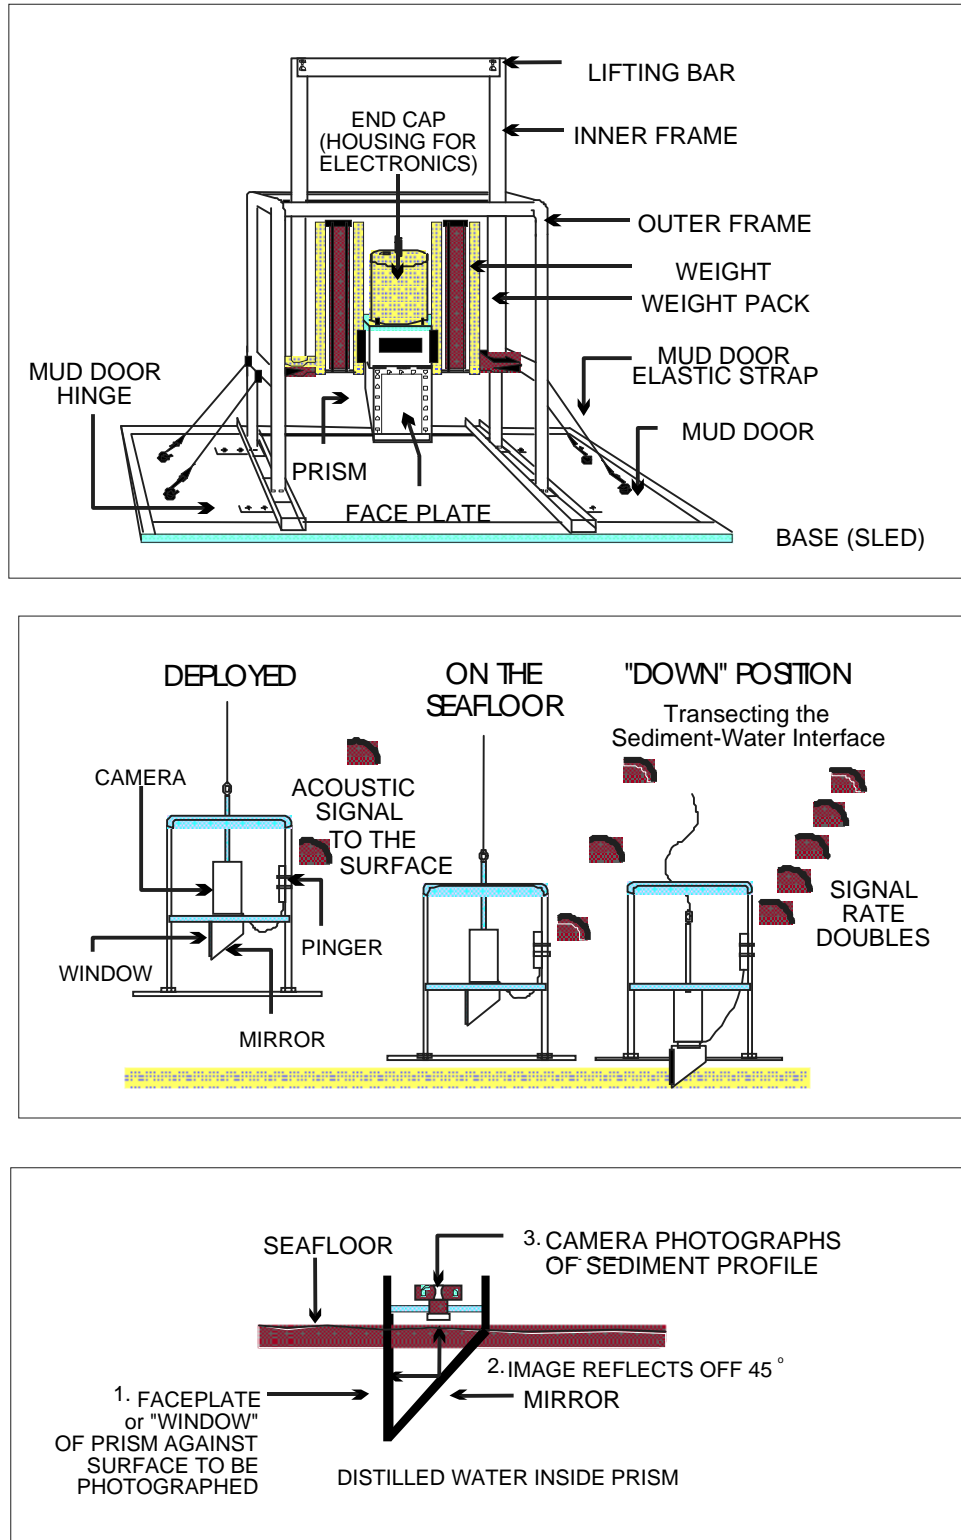 LIFTING BAR
END CAP
(HOUSING FOR
ELECTRONICS)
INNER FRAME
OUTER FRAME
WEIGHT
WEIGHT PACK
MUD DOOR
ELASTIC STRAP
MUD DOOR
HINGE
MUD DOOR
PRISM
FACE PLATE
BASE (SLED)
DEPLOYED
CAMERA
WINDOW
MIRROR
PINGER
ACOUSTIC
SIGNAL
TO THE
SURFACE
ON THE
SEAFLOOR
"DOWN" POSITION
Transecting the
Sediment-Water Interface
SIGNAL
RATE
DOUBLES
SEAFLOOR
3. CAMERA PHOTOGRAPHS
OF SEDIMENT PROFILE
2. IMAGE REFLECTS OFF 45°
MIRROR
1. FACEPLATE
or "WINDOW"
OF PRISM AGAINST
SURFACE TO BE
PHOTOGRAPHED
DISTILLED WATER INSIDE PRISM